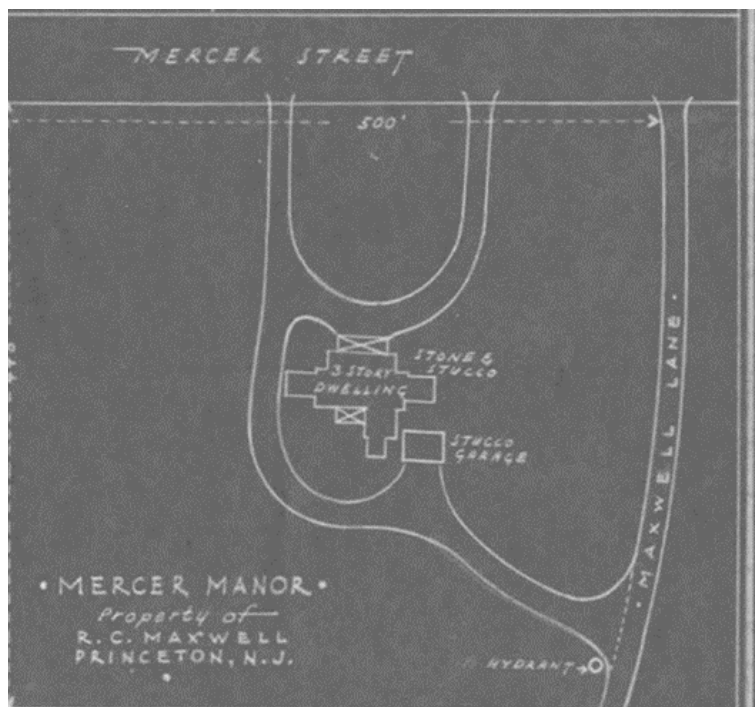 MERCER STREET
500'
STONE &
STUCCO
3 STORY
DWELLING
STUCCO
GARAGE
MAXWELL LANE
• MERCER MANOR •
Property of
R. C. MAXWELL
PRINCETON, N. J.
HYDRANT